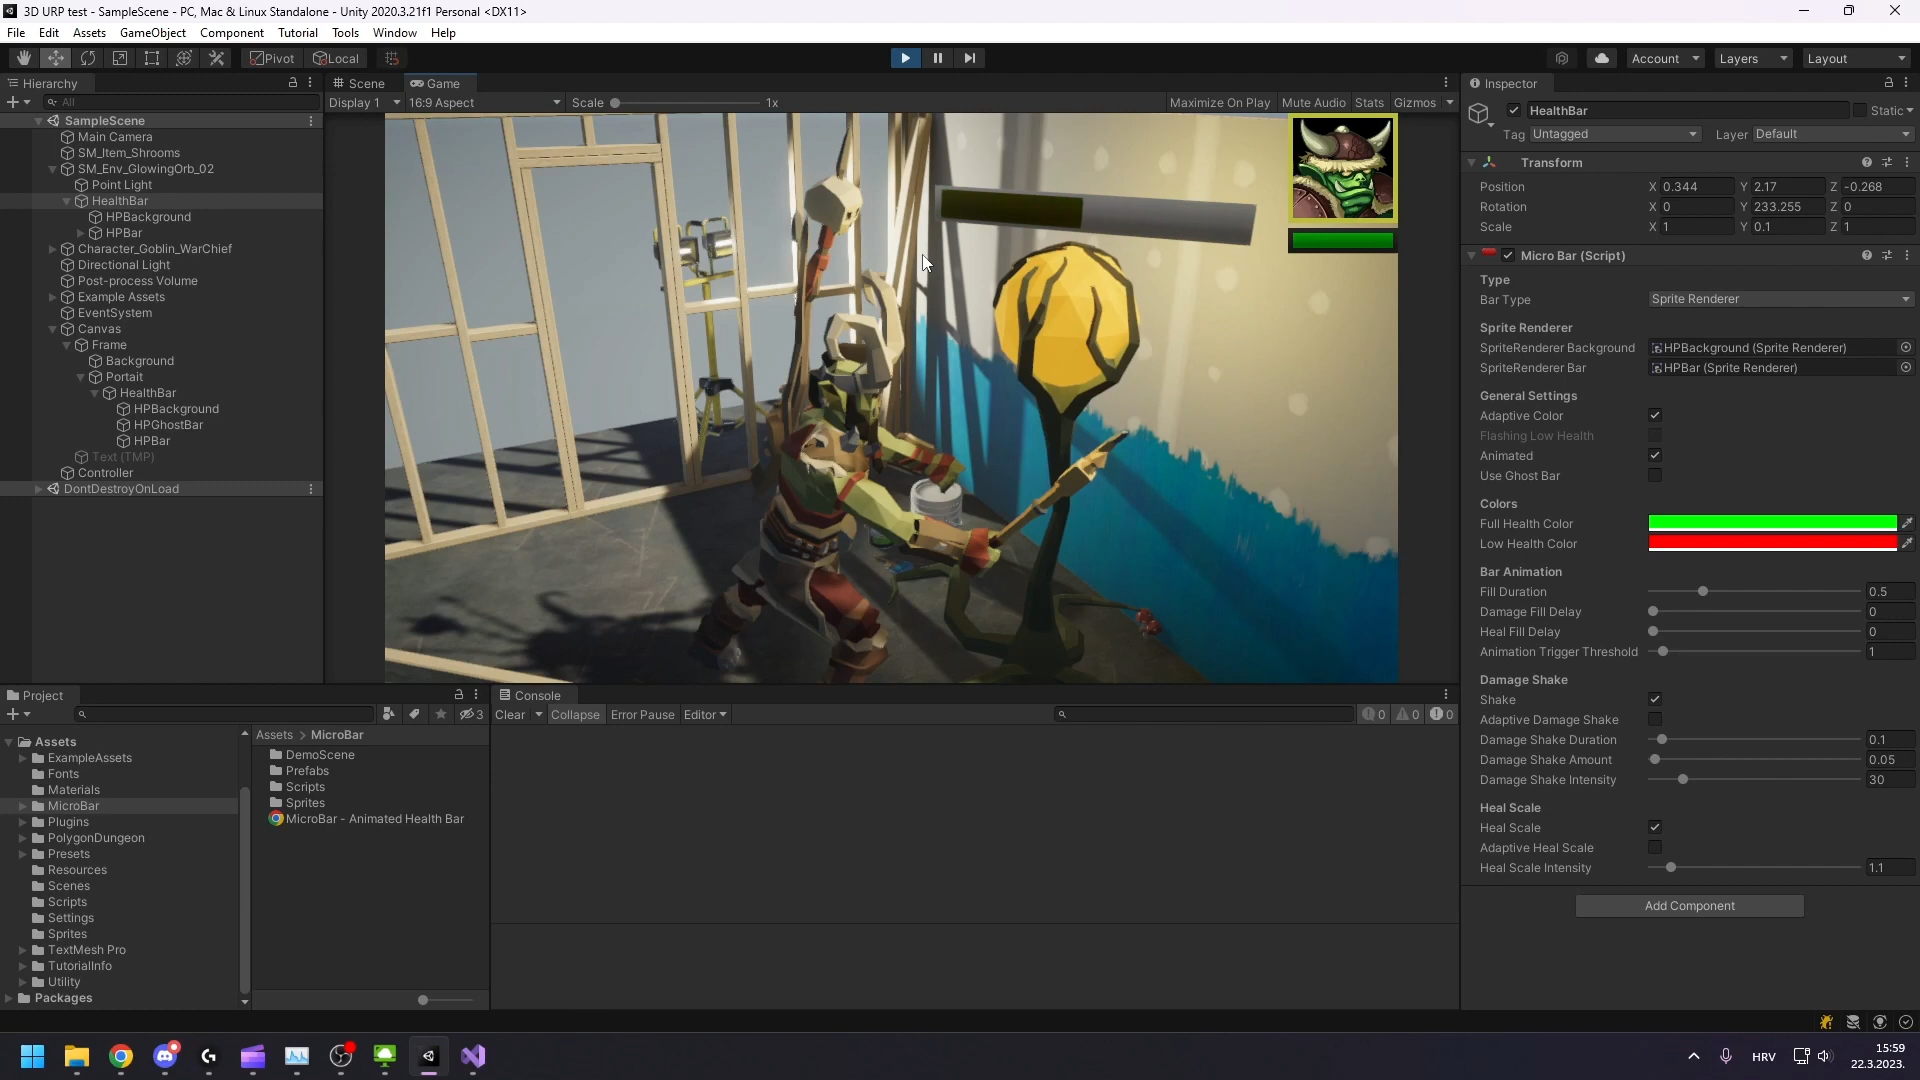 3D URP test - SampleScene - PC, Mac & Linux Standalone - Unity 2020.3.21f1 Personal <DX11>
File Edit Assets GameObject Component Tutorial Tools Window Help
Pivot Local Account Layers Layout
Hierarchy
All
SampleScene
Main Camera
SM_Item_Shrooms
SM_Env_GlowingOrb_02
Point Light
HealthBar
HPBackground
HPBar
Character_Goblin_WarChief
Directional Light
Post-process Volume
Example Assets
EventSystem
Canvas
Frame
Background
Portait
HealthBar
HPBackground
HPGhostBar
HPBar
Text (TMP)
Controller
DontDestroyOnLoad
Scene Game
Display 1 16:9 Aspect Scale 1x Maximize On Play Mute Audio Stats Gizmos
Inspector
HealthBar Static
Tag Untagged Layer Default
Transform
Position X 0.344 Y 2.17 Z -0.268
Rotation X 0 Y 233.255 Z 0
Scale X 1 Y 0.1 Z 1
Micro Bar (Script)
Type
Bar Type Sprite Renderer
Sprite Renderer
SpriteRenderer Background HPBackground (Sprite Renderer)
SpriteRenderer Bar HPBar (Sprite Renderer)
General Settings
Adaptive Color
Flashing Low Health
Animated
Use Ghost Bar
Colors
Full Health Color
Low Health Color
Bar Animation
Fill Duration 0.5
Damage Fill Delay 0
Heal Fill Delay 0
Animation Trigger Threshold 1
Damage Shake
Shake
Adaptive Damage Shake
Damage Shake Duration 0.1
Damage Shake Amount 0.05
Damage Shake Intensity 30
Heal Scale
Heal Scale
Adaptive Heal Scale
Heal Scale Intensity 1.1
Add Component
Project
3
Assets
ExampleAssets
Fonts
Materials
MicroBar
Plugins
PolygonDungeon
Presets
Resources
Scenes
Scripts
Settings
Sprites
TextMesh Pro
TutorialInfo
Utility
Packages
Assets > MicroBar
DemoScene
Prefabs
Scripts
Sprites
MicroBar - Animated Health Bar
Console
Clear Collapse Error Pause Editor 0 0 0
HRV
15:59
22.3.2023.